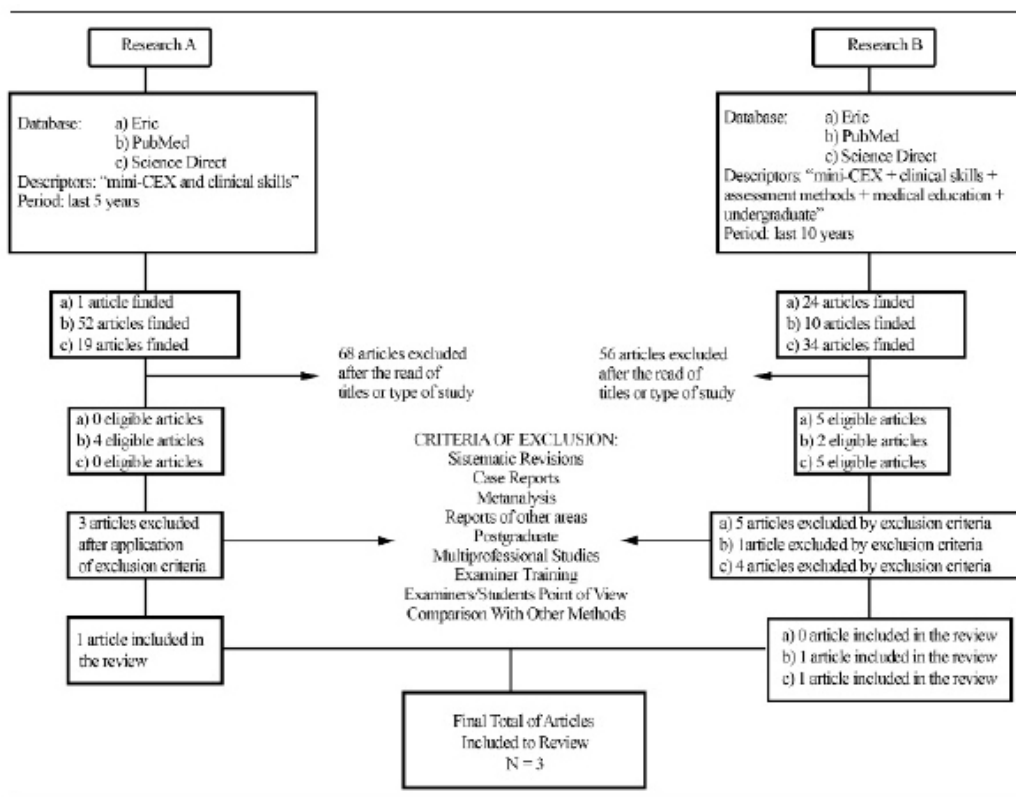 Research A
Database: a) Eric
b) PubMed
c) Science Direct
Descriptors: “mini-CEX and clinical skills”
Period: last 5 years
a) 1 article finded
b) 52 articles finded
c) 19 articles finded
68 articles excluded
after the read of
titles or type of study
a) 0 eligible articles
b) 4 eligible articles
c) 0 eligible articles
3 articles excluded
after application
of exclusion criteria
1 article included in
the review
CRITERIA OF EXCLUSION:
Sistematic Revisions
Case Reports
Metanalysis
Reports of other areas
Postgraduate
Multiprofessional Studies
Examiner Training
Examiners/Students Point of View
Comparison With Other Methods
Research B
Database: a) Eric
b) PubMed
c) Science Direct
Descriptors: “mini-CEX + clinical skills +
assessment methods + medical education +
undergraduate”
Period: last 10 years
a) 24 articles finded
b) 10 articles finded
c) 34 articles finded
56 articles excluded
after the read of
titles or type of study
a) 5 eligible articles
b) 2 eligible articles
c) 5 eligible articles
a) 5 articles excluded by exclusion criteria
b) 1article excluded by exclusion criteria
c) 4 articles excluded by exclusion criteria
a) 0 article included in the review
b) 1 article included in the review
c) 1 article included in the review
Final Total of Articles
Included to Review
N = 3